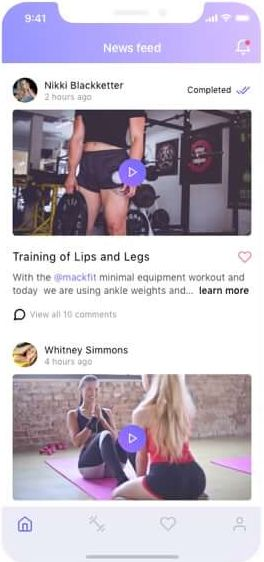 9:41
News feed
Nikki Blackketter
2 hours ago
Completed
Training of Lips and Legs
With the @mackfit minimal equipment workout and
today we are using ankle weights and... learn more
View all 10 comments
Whitney Simmons
4 hours ago